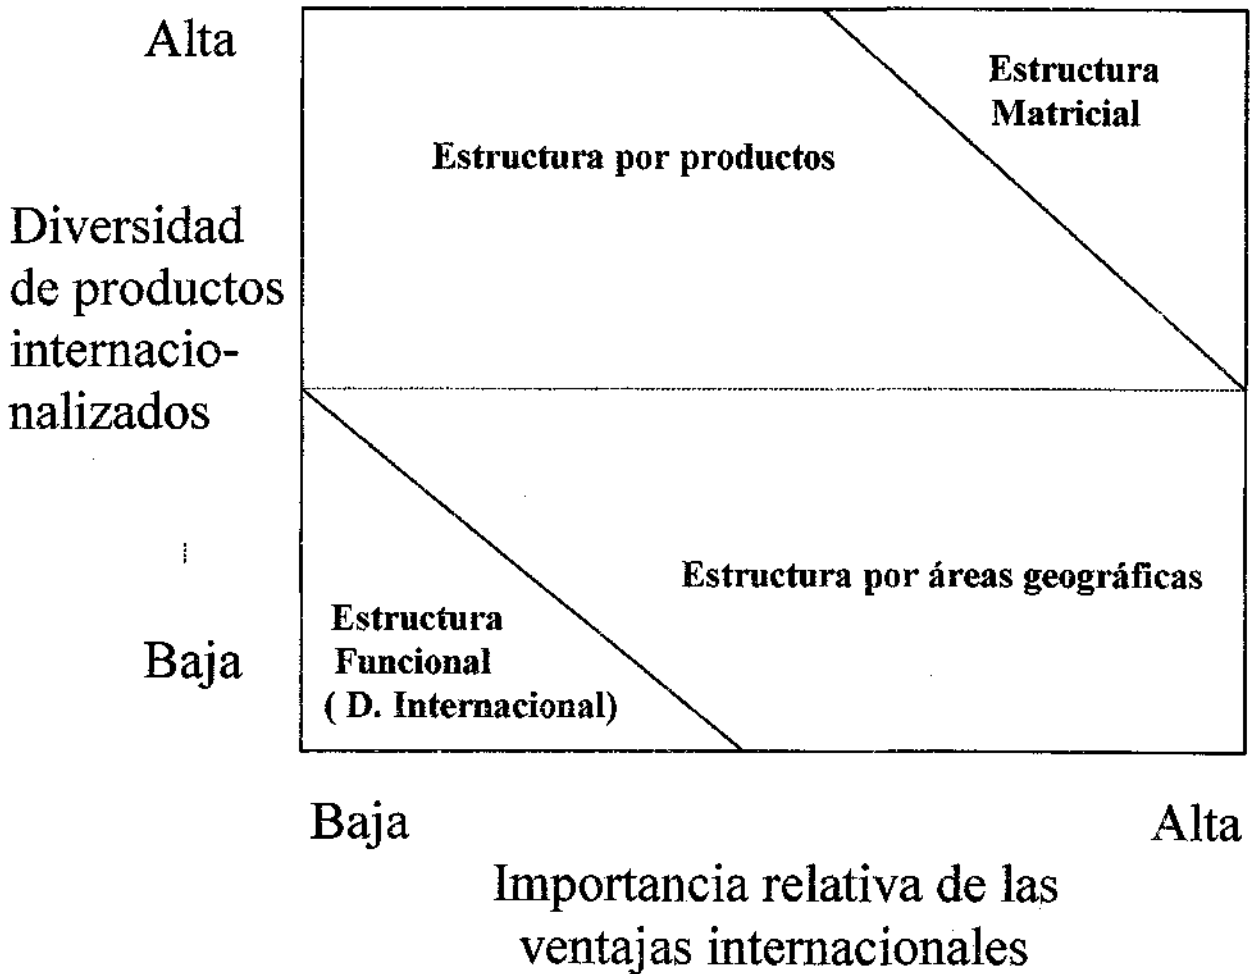 Alta
Estructura
Matricial
Estructura por productos
Diversidad
de productos
internacio-
nalizados
Estructura por áreas geográficas
Estructura
Funcional
( D. Internacional)
Baja
Baja
Alta
Importancia relativa de las
ventajas internacionales